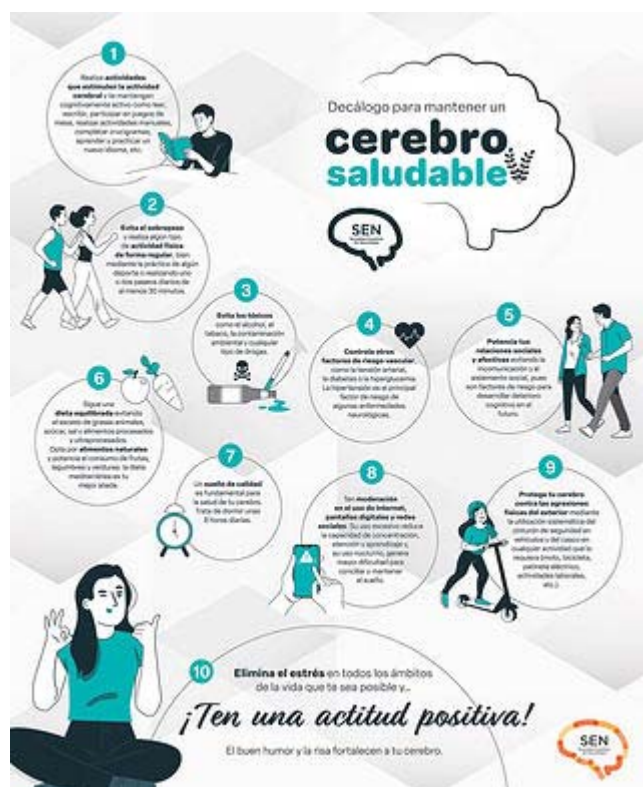 Decálogo para mantener un
cerebro
saludable
SEN
1
Realiza actividades
que estimulen la actividad
cerebral y te mantengan
cognitivamente activo como leer,
escribir, participar en juegos de
mesa, realizar actividades manuales,
completar crucigramas,
aprender y practicar un
nuevo idioma, etc.
2
Evita el sobrepeso
y realiza algún tipo
de actividad física
de forma regular, bien
mediante la práctica de algún
deporte o realizando uno
o dos paseos diarios de
al menos 30 minutos.
3
Evita los tóxicos
como el alcohol, el
tabaco, la contaminación
ambiental y cualquier
tipo de drogas.
4
Controla otros
factores de riesgo vascular,
como la tensión arterial,
la diabetes o la hiperglucemia.
La hipertensión es el principal
factor de riesgo de
algunas enfermedades
neurológicas.
5
Potencia tus
relaciones sociales
y afectivas evitando la
incomunicación y el
aislamiento social, pues
son factores de riesgo para
desarrollar deterioro
cognitivo en el
futuro.
6
Sigue una
dieta equilibrada evitando
el exceso de grasas animales,
azúcar, sal o alimentos procesados
y ultraprocesados.
Opta por alimentos naturales
y potencia el consumo de frutas,
legumbres y verduras: la dieta
mediterránea es tu
mejor aliada.
7
Un sueño de calidad
es fundamental para
la salud de tu cerebro.
Trata de dormir unas
8 horas diarias.
8
Ten moderación
en el uso de internet,
pantallas digitales y redes
sociales. Su uso excesivo reduce
la capacidad de concentración,
atención y aprendizaje y,
su uso nocturno, genera
mayor dificultad para
conciliar y mantener
el sueño.
9
Protege tu cerebro
contra las agresiones
físicas del exterior mediante
la utilización sistemática del
cinturón de seguridad en
vehículos y del casco en
cualquier actividad que lo
requiera (moto, bicicleta,
patinete eléctrico,
actividades laborales,
etc.)
10
Elimina el estrés en todos los ámbitos
de la vida que te sea posible y...
¡Ten una actitud positiva!
El buen humor y la risa fortalecen a tu cerebro.
SEN